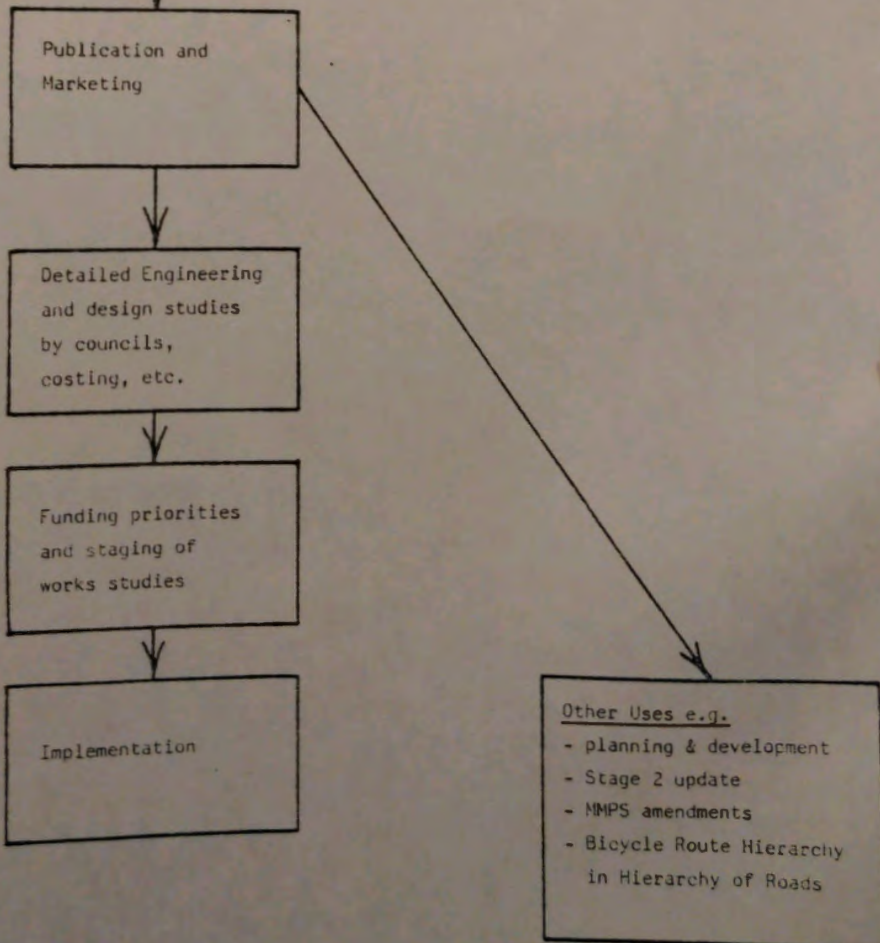 Publication and
Marketing
Detailed Engineering
and design studies
by councils,
costing, etc.
Funding priorities
and staging of
works studies
Implementation
Other Uses e.g.
- planning & development
- Stage 2 update
- MMPS amendments
- Bicycle Route Hierarchy
in Hierarchy of Roads